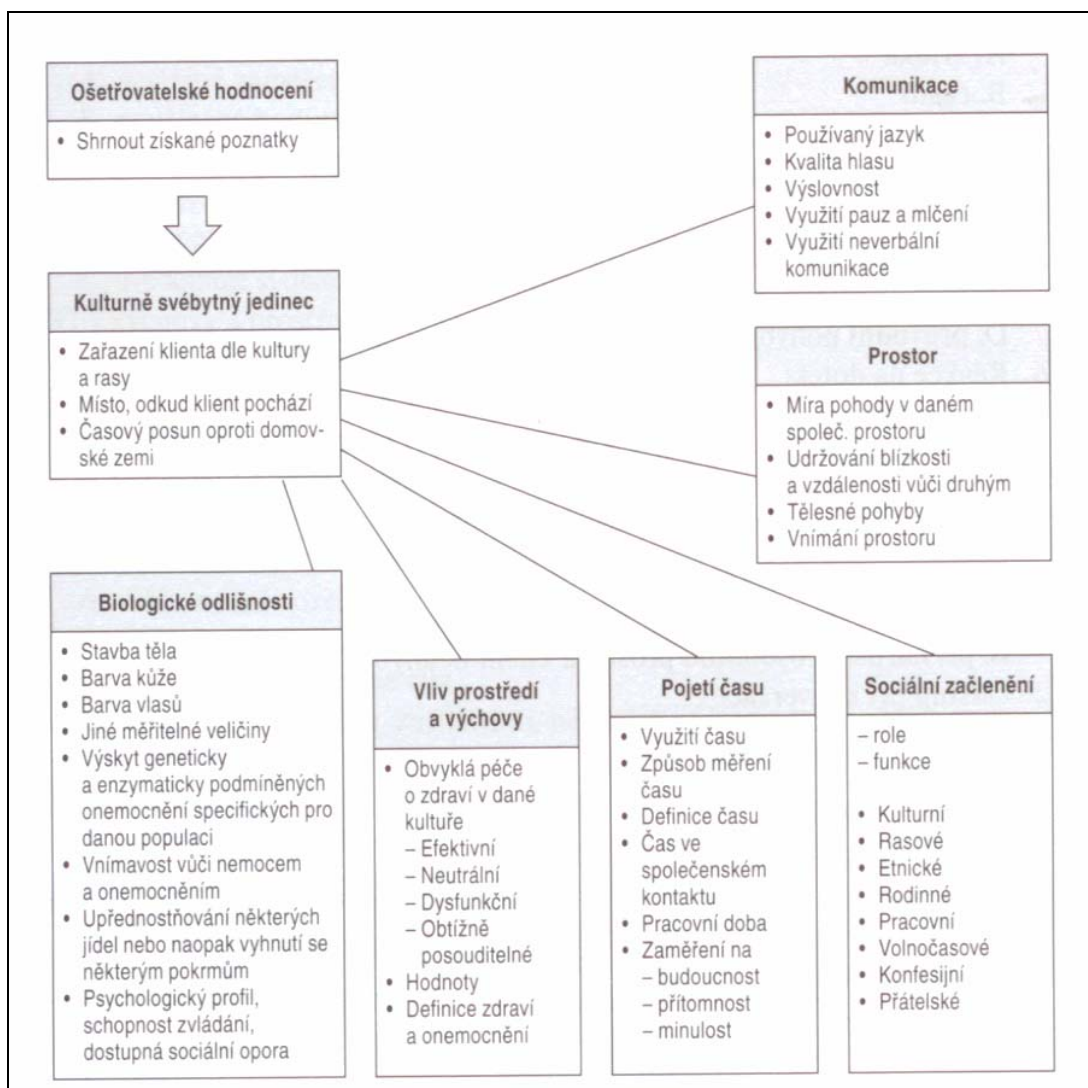 Ošetřovatelské hodnocení
• Shrnout získané poznatky
Kulturně svébytný jedinec
• Zařazení klienta dle kultury
a rasy
• Místo, odkud klient pochází
• Časový posun oproti domov-
ské zemi
Komunikace
• Používaný jazyk
• Kvalita hlasu
• Výslovnost
• Využití pauz a mlčení
• Využití neverbální
komunikace
Prostor
• Míra pohody v daném
společ. prostoru
• Udržování blízkosti
a vzdálenosti vůči druhým
• Tělesné pohyby
• Vnímání prostoru
Biologické odlišnosti
• Stavba těla
• Barva kůže
• Barva vlasů
• Jiné měřitelné veličiny
• Výskyt geneticky
a enzymaticky podmíněných
onemocnění specifických pro
danou populaci
• Vnímavost vůči nemocem
a onemocněním
• Upřednostňování některých
jídel nebo naopak vyhnutí se
některým pokrmům
• Psychologický profil,
schopnost zvládání,
dostupná sociální opora
Vliv prostředí
a výchovy
• Obvyklá péče
o zdraví v dané
kultuře
– Efektivní
– Neutrální
– Dysfunkční
– Obtížně
posouditelné
• Hodnoty
• Definice zdraví
a onemocnění
Pojetí času
• Využití času
• Způsob měření
času
• Definice času
• Čas ve
společenském
kontaktu
• Pracovní doba
• Zaměření na
– budoucnost
– přítomnost
– minulost
Sociální začlenění
– role
– funkce
• Kulturní
• Rasové
• Etnické
• Rodinné
• Pracovní
• Volnočasové
• Konfesijní
• Přátelské